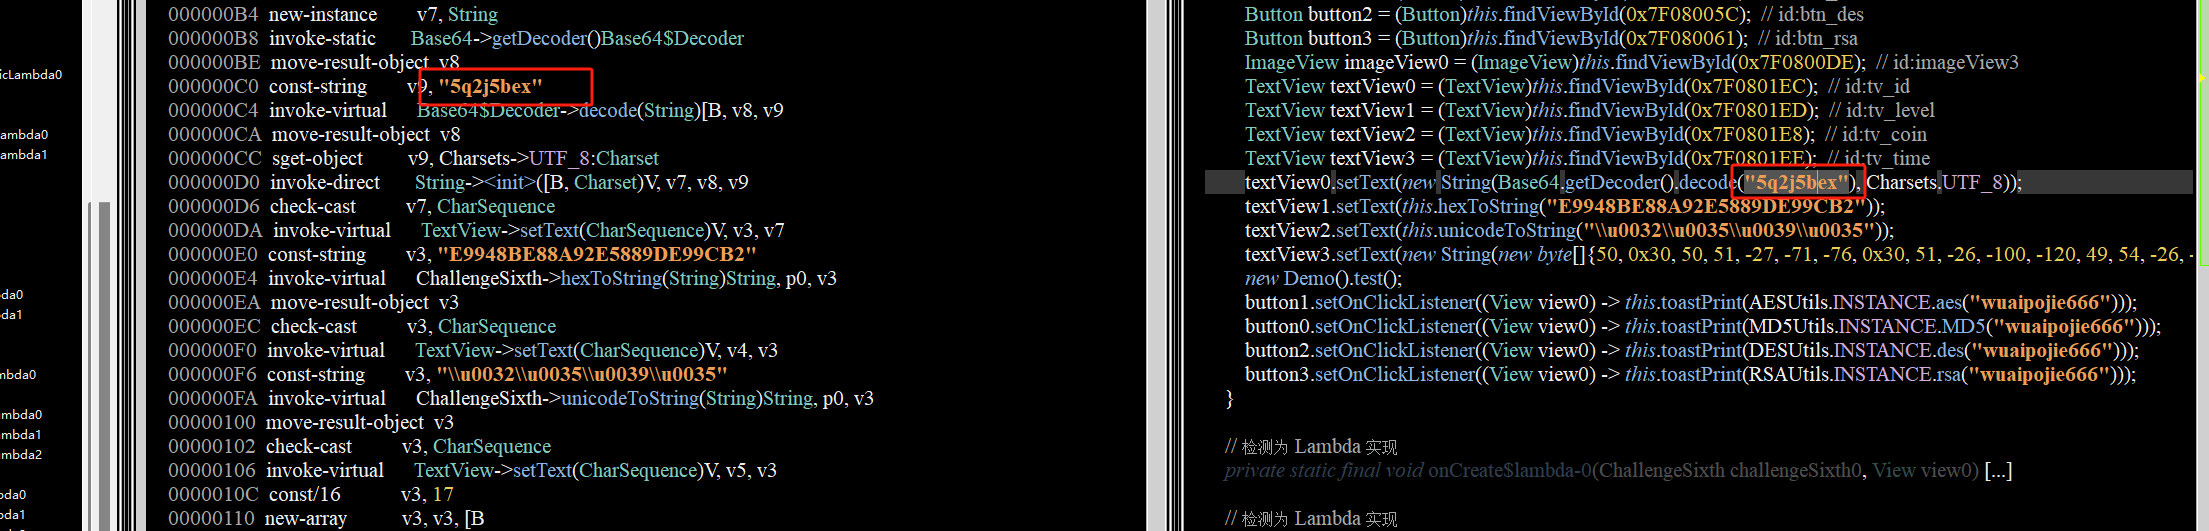 icLambda0
ambda0
ambda1
bda0
da1
mbda0
mbda0
mbda1
mbda2
bda0
da1
000000B4 new-instance v7, String
000000B8 invoke-static Base64->getDecoder()Base64$Decoder
000000BE move-result-object v8
000000C0 const-string v9, "5q2j5bex"
000000C4 invoke-virtual Base64$Decoder->decode(String)[B, v8, v9
000000CA move-result-object v8
000000CC sget-object v9, Charsets->UTF_8:Charset
000000D0 invoke-direct String-><init>([B, Charset)V, v7, v8, v9
000000D6 check-cast v7, CharSequence
000000DA invoke-virtual TextView->setText(CharSequence)V, v3, v7
000000E0 const-string v3, "E9948BE88A92E5889DE99CB2"
000000E4 invoke-virtual ChallengeSixth->hexToString(String)String, p0, v3
000000EA move-result-object v3
000000EC check-cast v3, CharSequence
000000F0 invoke-virtual TextView->setText(CharSequence)V, v4, v3
000000F6 const-string v3, "\\u0032\\u0035\\u0039\\u0035"
000000FA invoke-virtual ChallengeSixth->unicodeToString(String)String, p0, v3
00000100 move-result-object v3
00000102 check-cast v3, CharSequence
00000106 invoke-virtual TextView->setText(CharSequence)V, v5, v3
0000010C const/16 v3, 17
00000110 new-array v3, v3, [B
Button button2 = (Button)this.findViewById(0x7F08005C); // id:btn_des
Button button3 = (Button)this.findViewById(0x7F080061); // id:btn_rsa
ImageView imageView0 = (ImageView)this.findViewById(0x7F0800DE); // id:imageView3
TextView textView0 = (TextView)this.findViewById(0x7F0801EC); // id:tv_id
TextView textView1 = (TextView)this.findViewById(0x7F0801ED); // id:tv_level
TextView textView2 = (TextView)this.findViewById(0x7F0801E8); // id:tv_coin
TextView textView3 = (TextView)this.findViewById(0x7F0801EE); // id:tv_time
textView0.setText(new String(Base64.getDecoder().decode("5q2j5bex"), Charsets.UTF_8));
textView1.setText(this.hexToString("E9948BE88A92E5889DE99CB2"));
textView2.setText(this.unicodeToString("\\u0032\\u0035\\u0039\\u0035"));
textView3.setText(new String(new byte[]{50, 0x30, 50, 51, -27, -71, -76, 0x30, 51, -26, -100, -120, 49, 54, -26, -
new Demo().test();
button1.setOnClickListener((View view0) -> this.toastPrint(AESUtils.INSTANCE.aes("wuaipojie666")));
button0.setOnClickListener((View view0) -> this.toastPrint(MD5Utils.INSTANCE.MD5("wuaipojie666")));
button2.setOnClickListener((View view0) -> this.toastPrint(DESUtils.INSTANCE.des("wuaipojie666")));
button3.setOnClickListener((View view0) -> this.toastPrint(RSAUtils.INSTANCE.rsa("wuaipojie666")));
}
// 检测为 Lambda 实现
private static final void onCreate$lambda-0(ChallengeSixth challengeSixth0, View view0) [...]
// 检测为 Lambda 实现